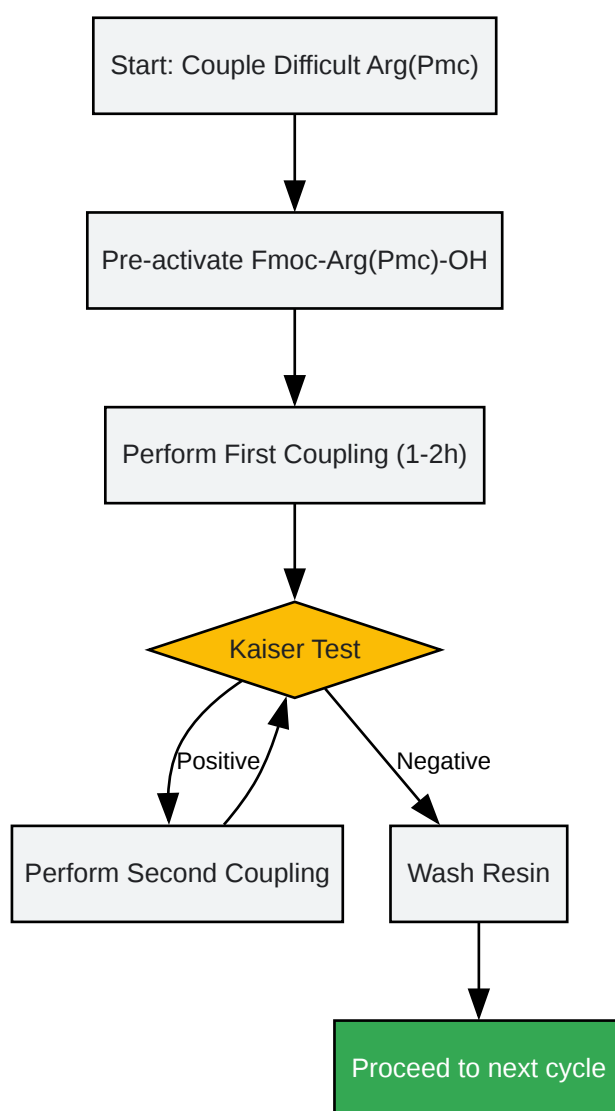 Start: Couple Difficult Arg(Pmc)
Pre-activate Fmoc-Arg(Pmc)-OH
Perform First Coupling (1-2h)
Kaiser Test
Positive
Negative
Perform Second Coupling
Wash Resin
Proceed to next cycle